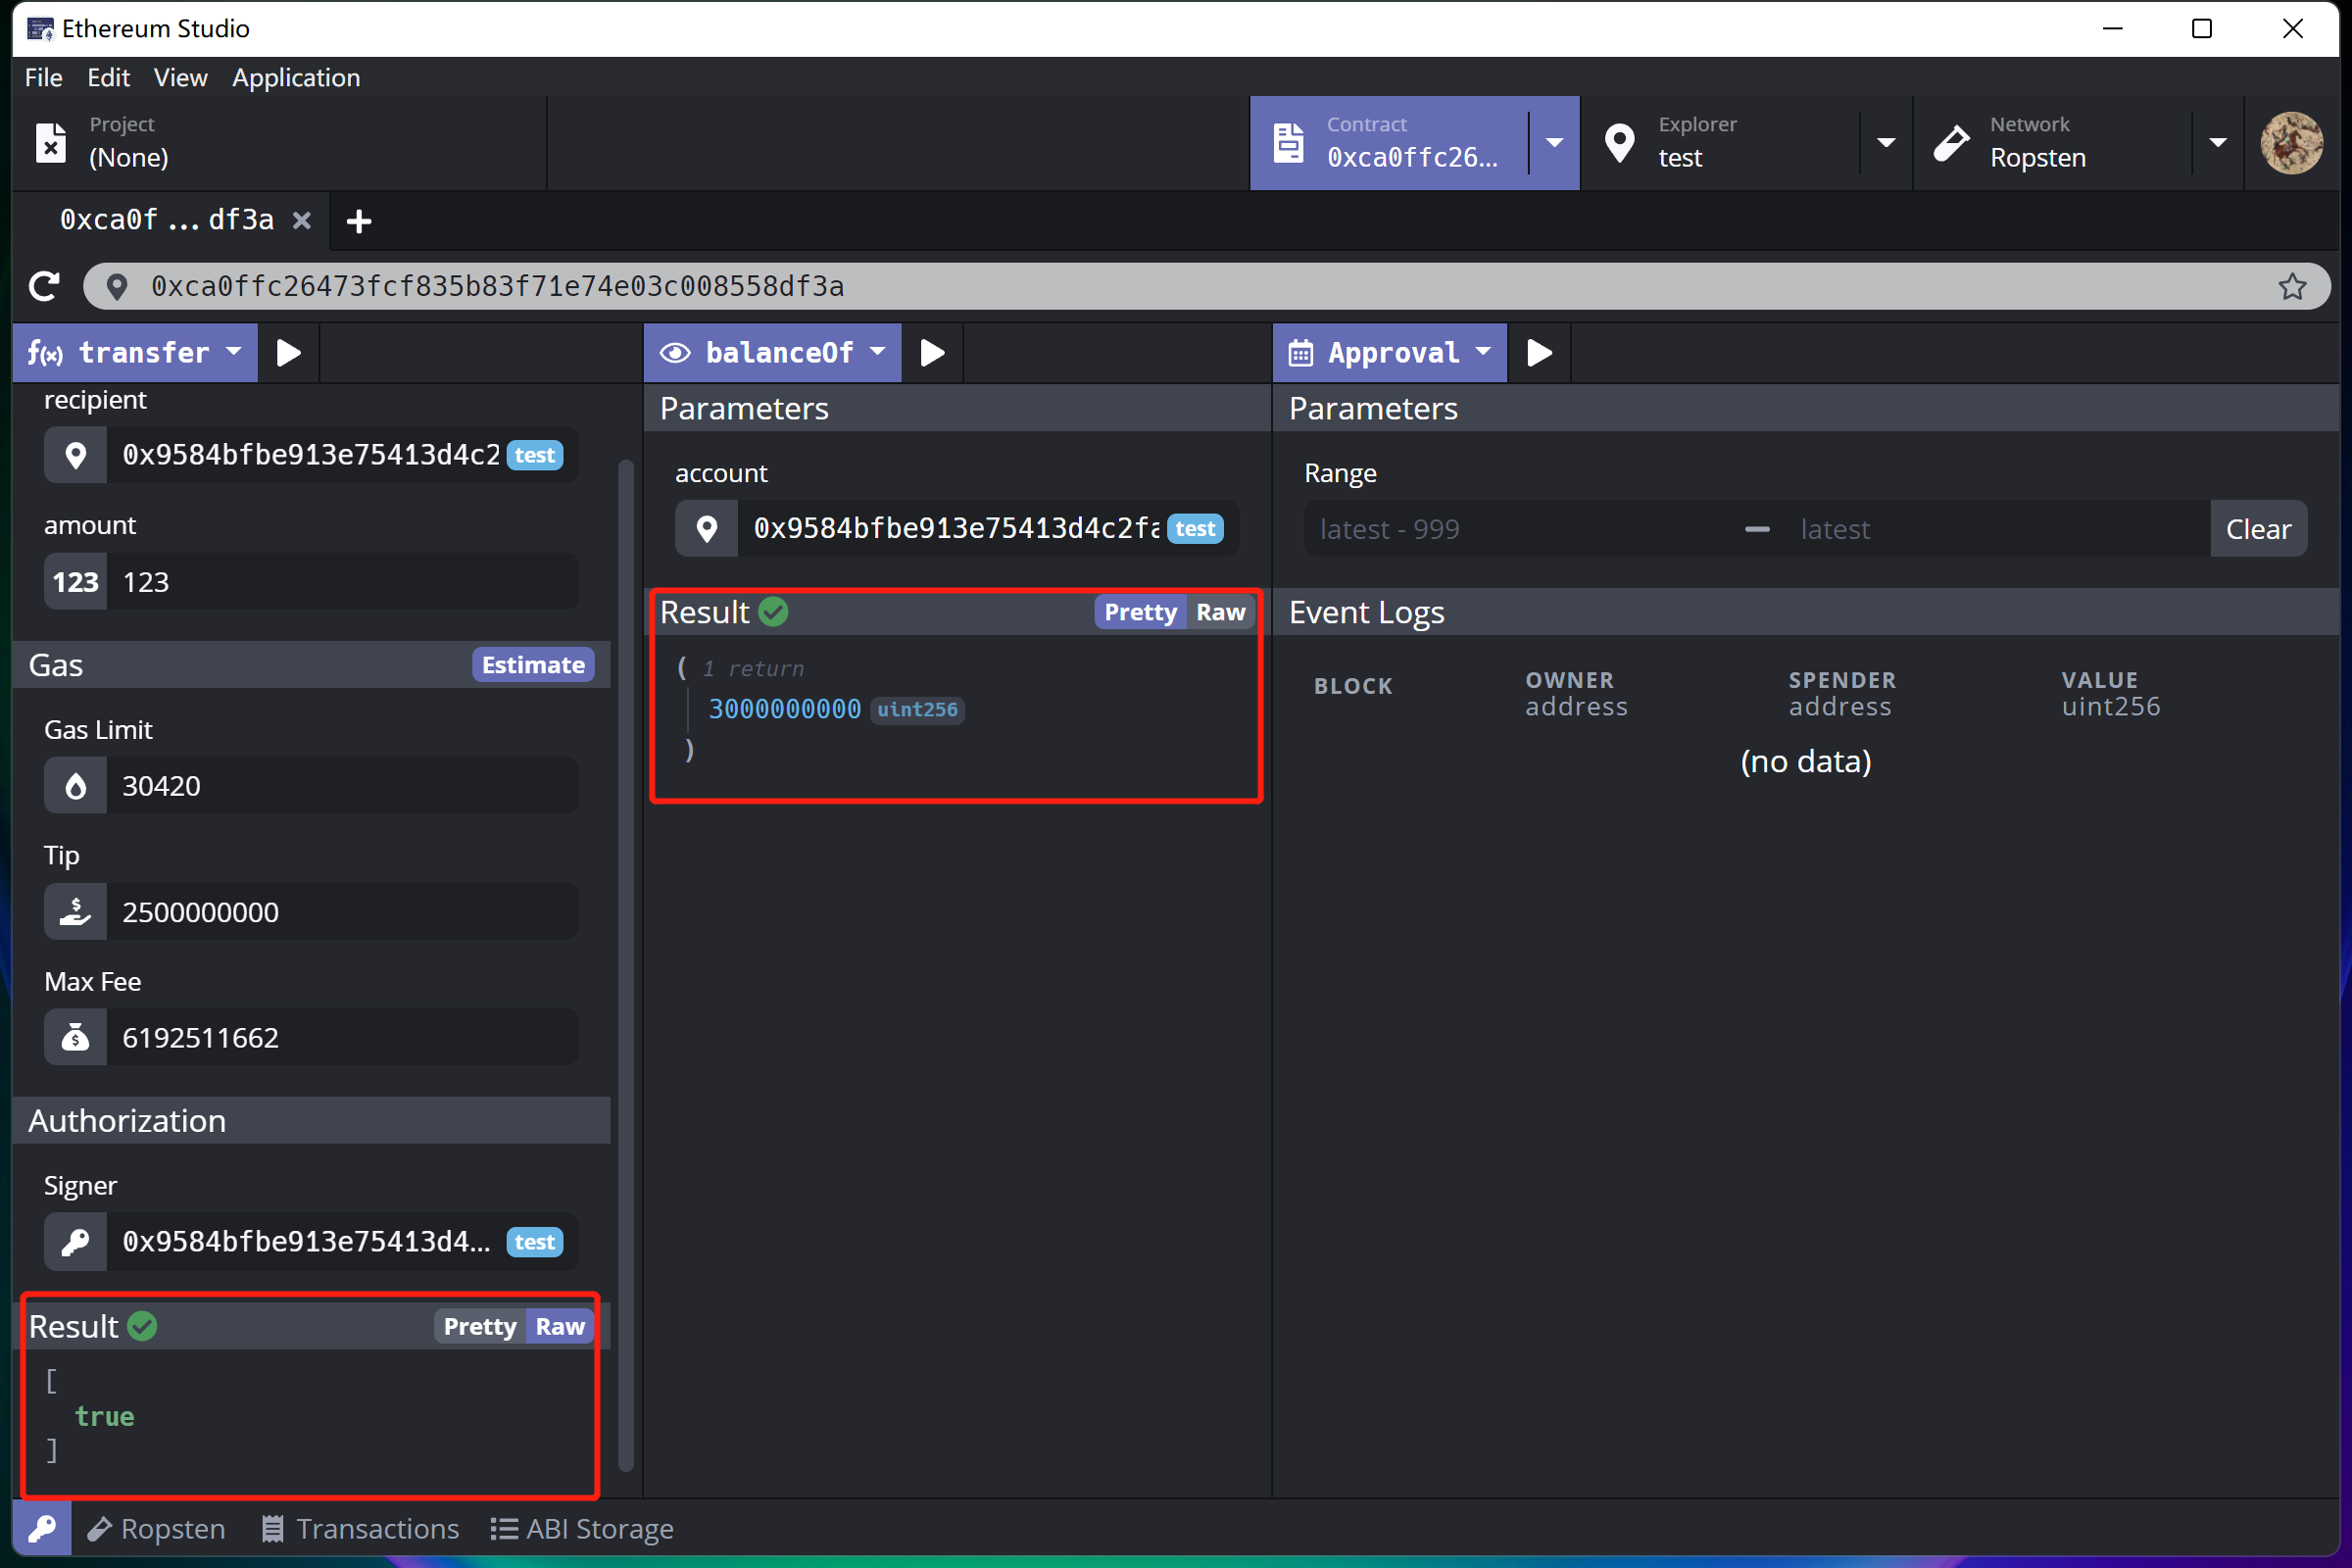 Ethereum Studio
File Edit View Application
Project
(None)
Contract
0xca0ffc26...
Explorer
test
Network
Ropsten
0xca0f ... df3a
0xca0ffc26473fcf835b83f71e74e03c008558df3a
f(x) transfer
recipient
0x9584bfbe913e75413d4c2 test
amount
123 123
Gas Estimate
Gas Limit
30420
Tip
2500000000
Max Fee
6192511662
Authorization
Signer
0x9584bfbe913e75413d4... test
Result Pretty Raw
[
true
]
balanceOf
Parameters
account
0x9584bfbe913e75413d4c2fa test
Result Pretty Raw
( 1 return
3000000000 uint256
)
Approval
Parameters
Range
latest - 999 — latest Clear
Event Logs
BLOCK OWNER SPENDER VALUE
address address uint256
(no data)
Ropsten Transactions ABI Storage